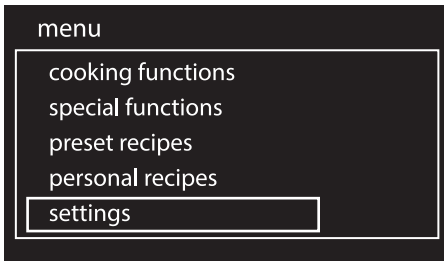 menu
cooking functions
special functions
preset recipes
personal recipes
settings